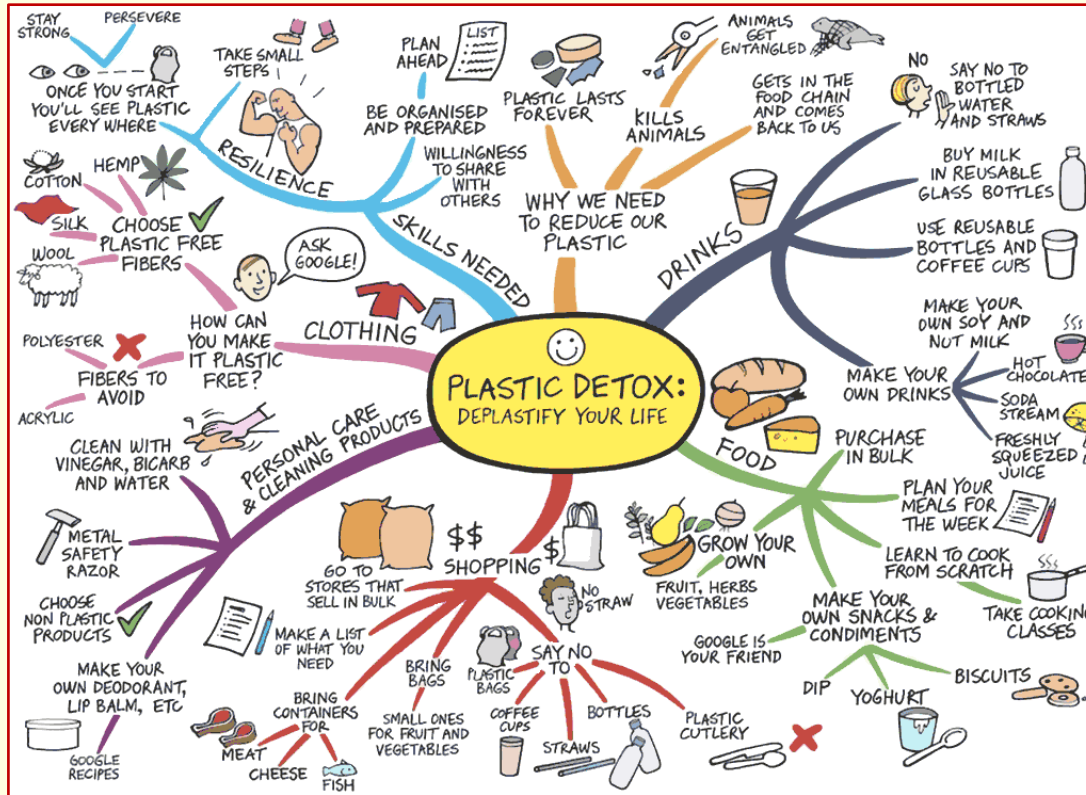 PLASTIC DETOX:
DEPLASTIFY YOUR LIFE
SKILLS NEEDED
RESILIENCE
STAY
STRONG
PERSEVERE
ONCE YOU START
YOU'LL SEE PLASTIC
EVERY WHERE
TAKE SMALL
STEPS
PLAN
AHEAD
LIST
BE ORGANISED
AND PREPARED
WILLINGNESS
TO SHARE
WITH
OTHERS
WHY WE NEED
TO REDUCE OUR
PLASTIC
PLASTIC LASTS
FOREVER
KILLS
ANIMALS
ANIMALS
GET
ENTANGLED
GETS IN THE
FOOD CHAIN
AND COMES
BACK TO US
DRINKS
NO
SAY NO TO
BOTTLED
WATER
AND STRAWS
BUY MILK
IN REUSABLE
GLASS BOTTLES
USE REUSABLE
BOTTLES AND
COFFEE CUPS
MAKE YOUR
OWN DRINKS
MAKE YOUR
OWN SOY AND
NUT MILK
HOT
CHOCOLATE
SODA
STREAM
FRESHLY
SQUEEZED
JUICE
FOOD
PURCHASE
IN BULK
PLAN YOUR
MEALS FOR
THE WEEK
LEARN TO COOK
FROM SCRATCH
TAKE COOKING
CLASSES
MAKE YOUR
OWN SNACKS &
CONDIMENTS
GOOGLE IS
YOUR FRIEND
DIP
YOGHURT
BISCUITS
GROW YOUR
OWN
FRUIT, HERBS
VEGETABLES
$$
$
SHOPPING
GO TO
STORES THAT
SELL IN BULK
MAKE A LIST
OF WHAT YOU
NEED
BRING
CONTAINERS
FOR
MEAT
CHEESE
FISH
BRING
BAGS
SMALL ONES
FOR FRUIT AND
VEGETABLES
NO
STRAW
SAY NO
TO
PLASTIC
BAGS
COFFEE
CUPS
STRAWS
BOTTLES
PLASTIC
CUTLERY
PERSONAL CARE
& CLEANING PRODUCTS
CLEAN WITH
VINEGAR, BICARB
AND WATER
METAL
SAFETY
RAZOR
CHOOSE
NON PLASTIC
PRODUCTS
MAKE YOUR
OWN DEODORANT,
LIP BALM, ETC
GOOGLE
RECIPES
CLOTHING
ASK
GOOGLE!
HOW CAN
YOU MAKE
IT PLASTIC
FREE?
CHOOSE
PLASTIC FREE
FIBERS
HEMP
COTTON
SILK
WOOL
FIBERS TO
AVOID
POLYESTER
ACRYLIC